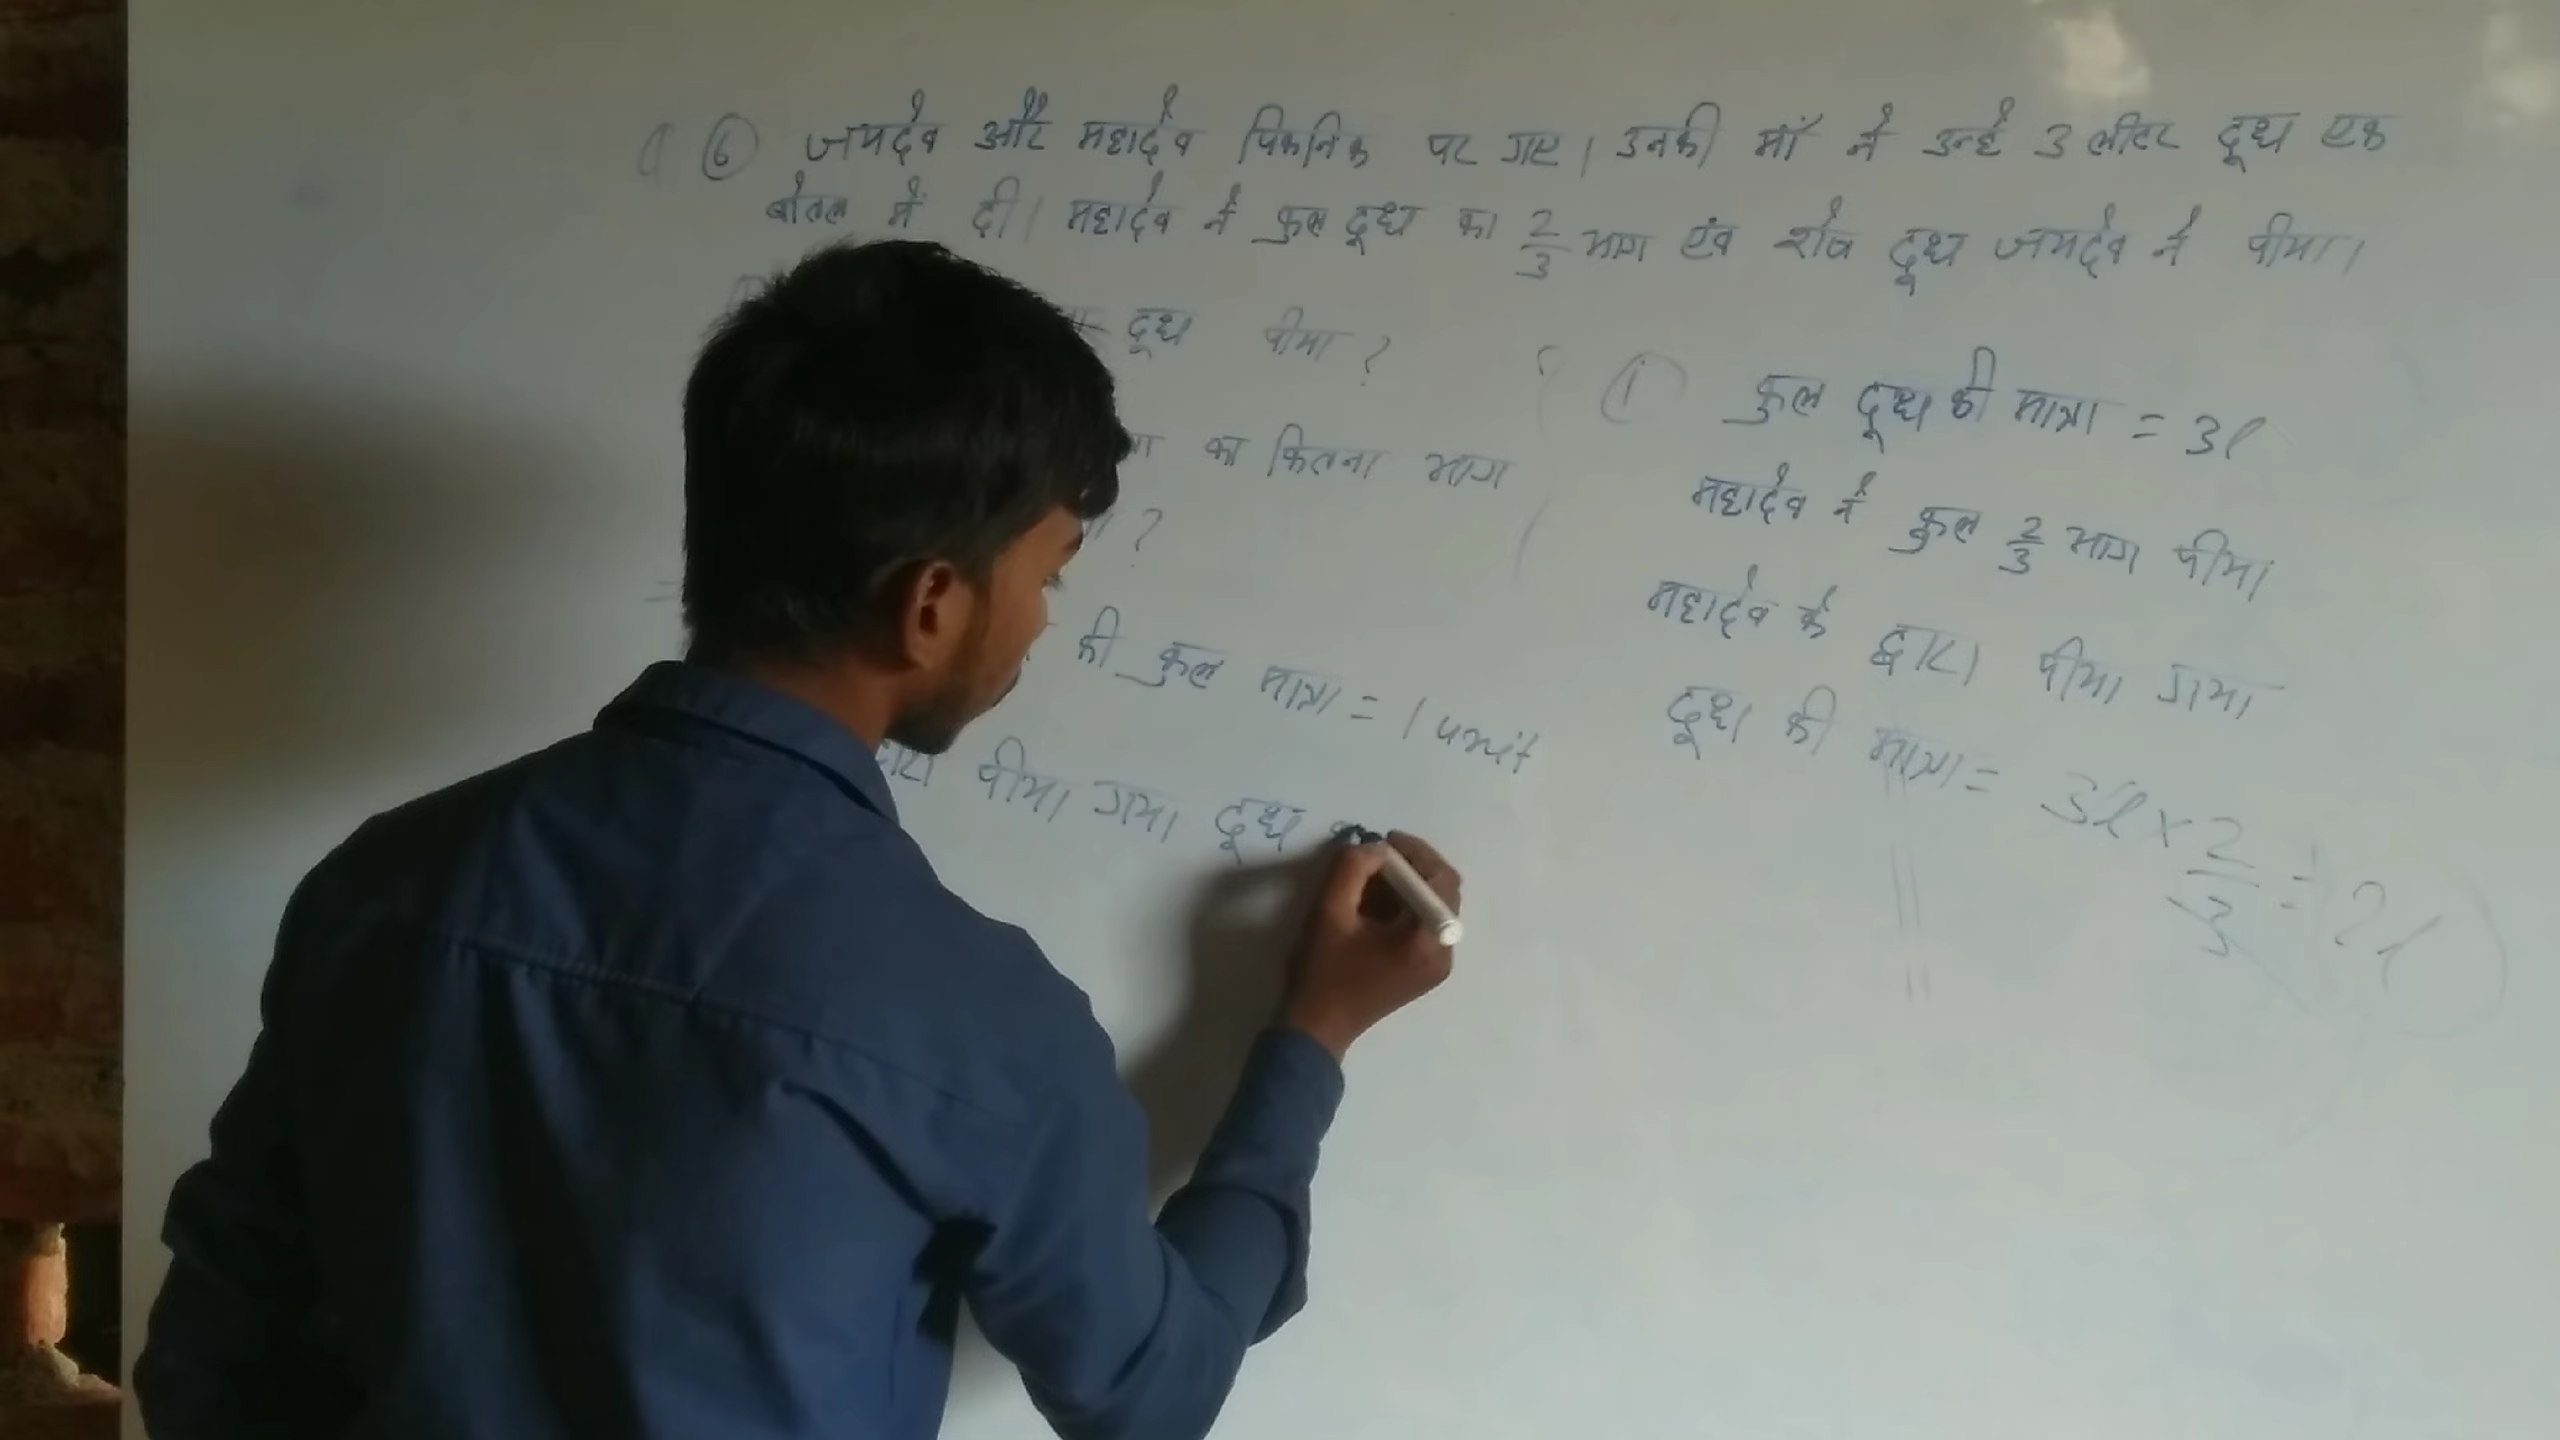 ⑥ जयदेव और महादेव पिकनिक पर गए। उनकी माँ ने उन्हे 3 लीटर दूध एक
बोतल में दी। महादेव ने कुल दूध का 2/3 भाग एंव शेष दूध जयदेव ने पीया।
दूध पीया?
का कितना भाग
?
की कुल मात्रा = 1 unit
पीया गया दूध
① कुल दूध की मात्रा = 3l
महादेव ने कुल 2/3 भाग पीया
महादेव के द्वारा पीया गया
दूध की मात्रा = 3l × 2/3 = 2l